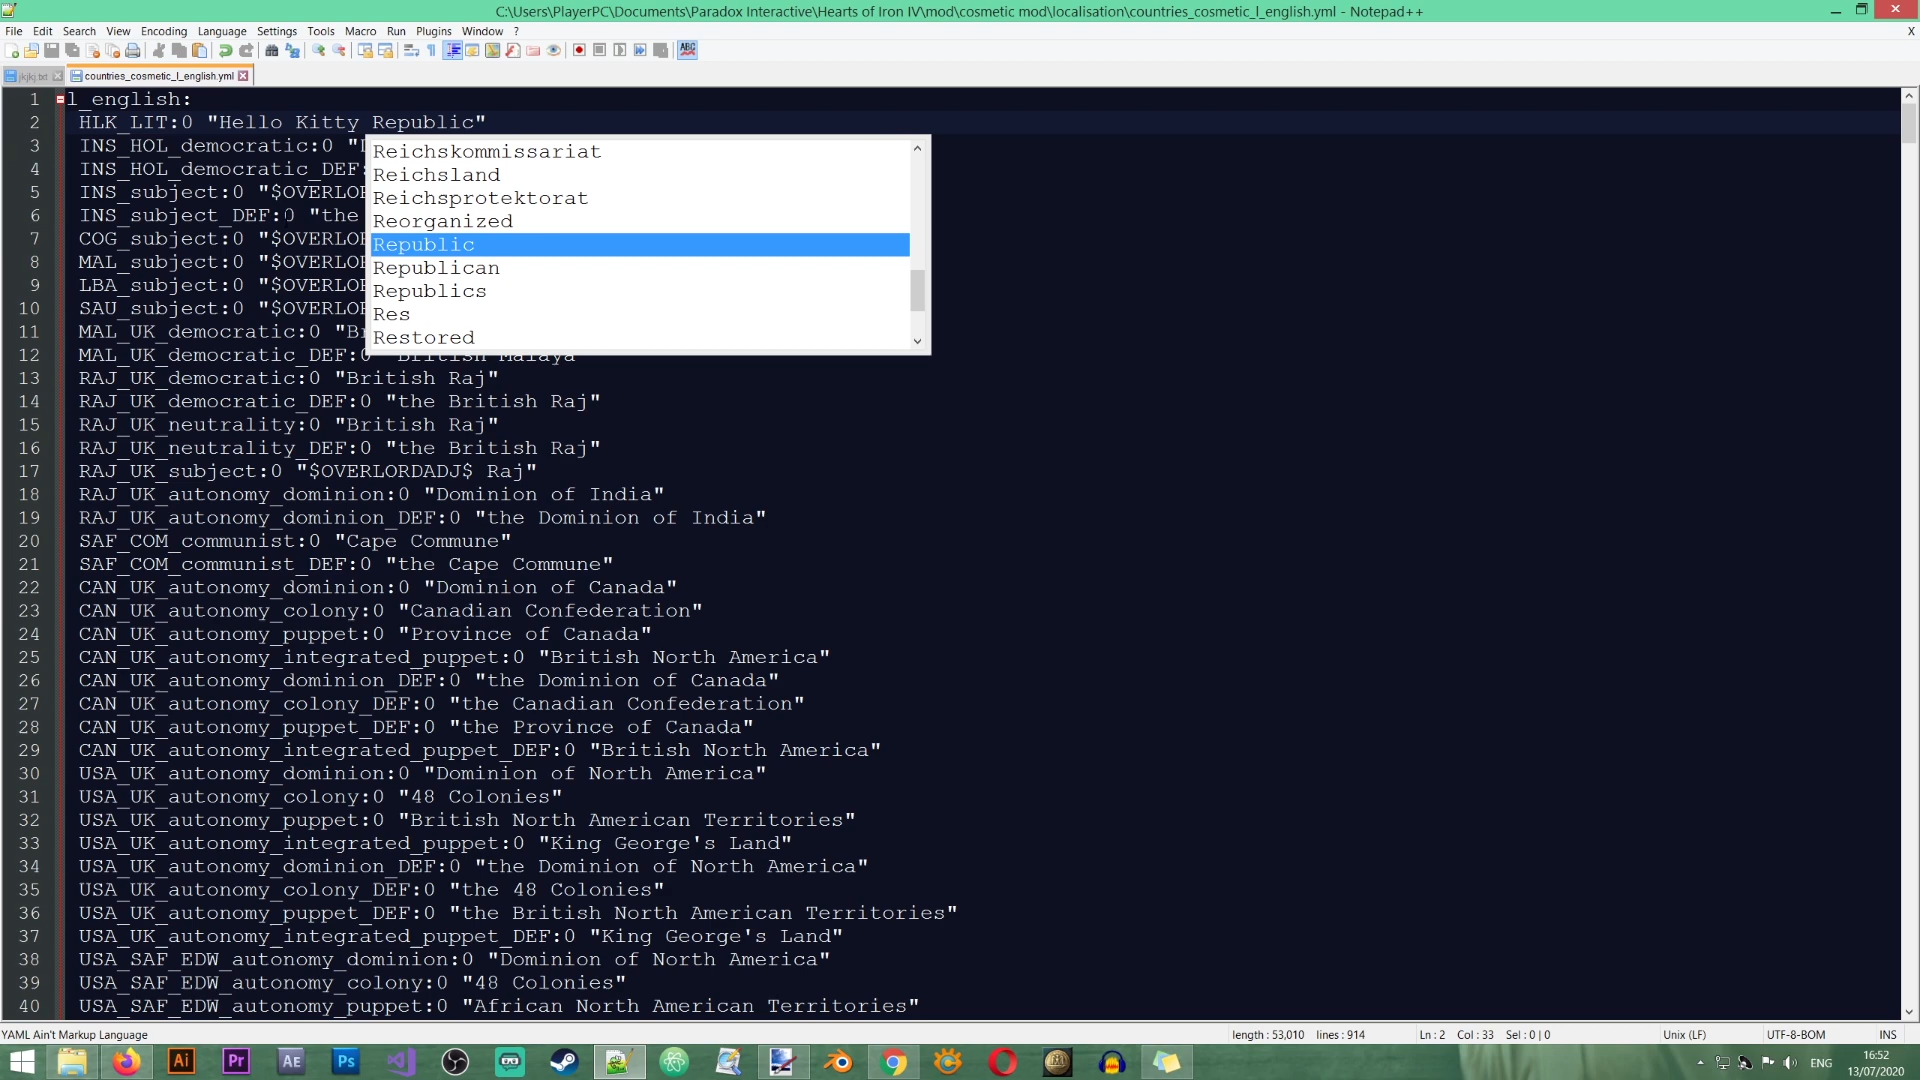 C:\Users\PlayerPC\Documents\Paradox Interactive\Hearts of Iron IV\mod\cosmetic mod\localisation\countries_cosmetic_l_english.yml - Notepad++
File Edit Search View Encoding Language Settings Tools Macro Run Plugins Window ? X
jkjkj.txt countries_cosmetic_l_english.yml
1 l_english:
2 HLK_LIT:0 "Hello Kitty Republic"
3 INS_HOL_democratic:0
4 INS_HOL_democratic_DEF:
5 INS_subject:0 "$OVERLOR
6 INS_subject_DEF:0 "the
7 COG_subject:0 "$OVERLOR
8 MAL_subject:0 "$OVERLOR
9 LBA_subject:0 "$OVERLOR
10 SAU_subject:0 "$OVERLOR
Reichskommissariat
Reichsland
Reichsprotektorat
Reorganized
Republic
Republican
Republics
Res
Restored
11 MAL_UK_democratic:0 "B
12 MAL_UK_democratic_DEF:0 "British Malaya"
13 RAJ_UK_democratic:0 "British Raj"
14 RAJ_UK_democratic_DEF:0 "the British Raj"
15 RAJ_UK_neutrality:0 "British Raj"
16 RAJ_UK_neutrality_DEF:0 "the British Raj"
17 RAJ_UK_subject:0 "$OVERLORDADJ$ Raj"
18 RAJ_UK_autonomy_dominion:0 "Dominion of India"
19 RAJ_UK_autonomy_dominion_DEF:0 "the Dominion of India"
20 SAF_COM_communist:0 "Cape Commune"
21 SAF_COM_communist_DEF:0 "the Cape Commune"
22 CAN_UK_autonomy_dominion:0 "Dominion of Canada"
23 CAN_UK_autonomy_colony:0 "Canadian Confederation"
24 CAN_UK_autonomy_puppet:0 "Province of Canada"
25 CAN_UK_autonomy_integrated_puppet:0 "British North America"
26 CAN_UK_autonomy_dominion_DEF:0 "the Dominion of Canada"
27 CAN_UK_autonomy_colony_DEF:0 "the Canadian Confederation"
28 CAN_UK_autonomy_puppet_DEF:0 "the Province of Canada"
29 CAN_UK_autonomy_integrated_puppet_DEF:0 "British North America"
30 USA_UK_autonomy_dominion:0 "Dominion of North America"
31 USA_UK_autonomy_colony:0 "48 Colonies"
32 USA_UK_autonomy_puppet:0 "British North American Territories"
33 USA_UK_autonomy_integrated_puppet:0 "King George's Land"
34 USA_UK_autonomy_dominion_DEF:0 "the Dominion of North America"
35 USA_UK_autonomy_colony_DEF:0 "the 48 Colonies"
36 USA_UK_autonomy_puppet_DEF:0 "the British North American Territories"
37 USA_UK_autonomy_integrated_puppet_DEF:0 "King George's Land"
38 USA_SAF_EDW_autonomy_dominion:0 "Dominion of North America"
39 USA_SAF_EDW_autonomy_colony:0 "48 Colonies"
40 USA_SAF_EDW_autonomy_puppet:0 "African North American Territories"
YAML Ain't Markup Language length : 53,010 lines : 914 Ln : 2 Col : 33 Sel : 0 | 0 Unix (LF) UTF-8-BOM INS
Ai Pr AE Ps ENG 16:52
13/07/2020